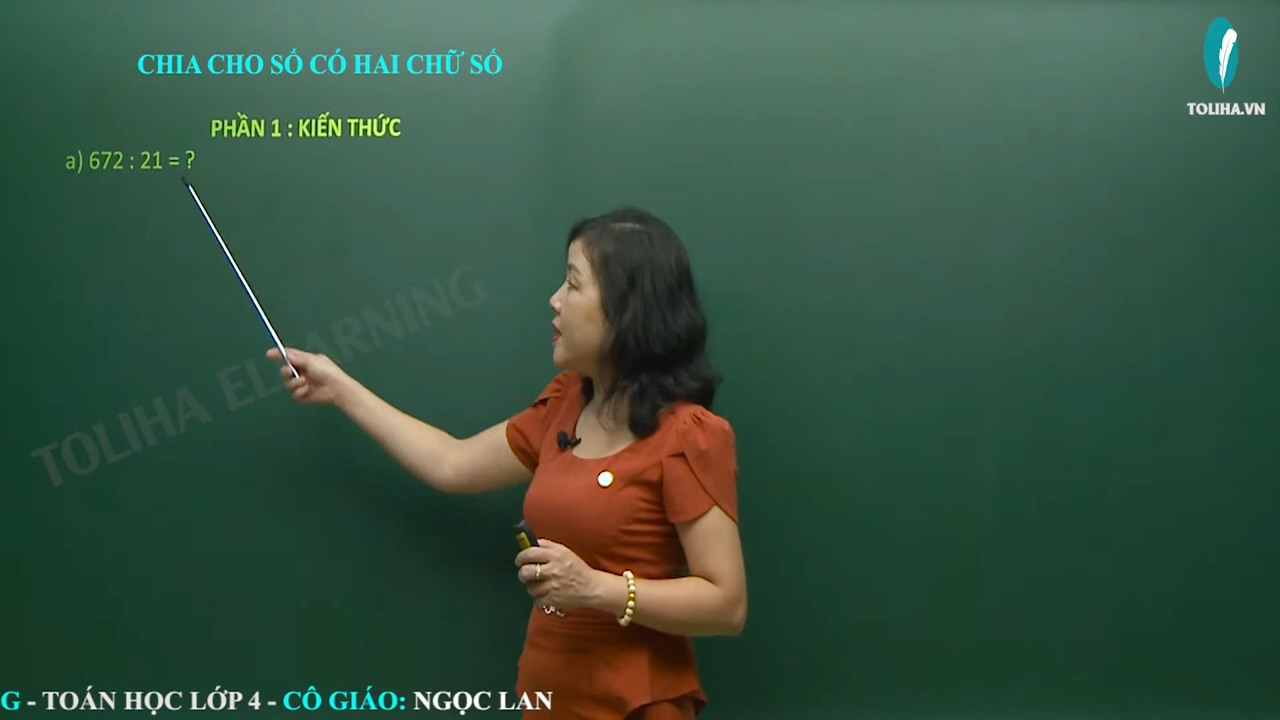 CHIA CHO SỐ CÓ HAI CHỮ SỐ
TOLIHA.VN
PHẦN 1 : KIẾN THỨC
a) 672 : 21 = ?
TOLIHA ELEARNING
G - TOÁN HỌC LỚP 4 - CÔ GIÁO: NGỌC LAN